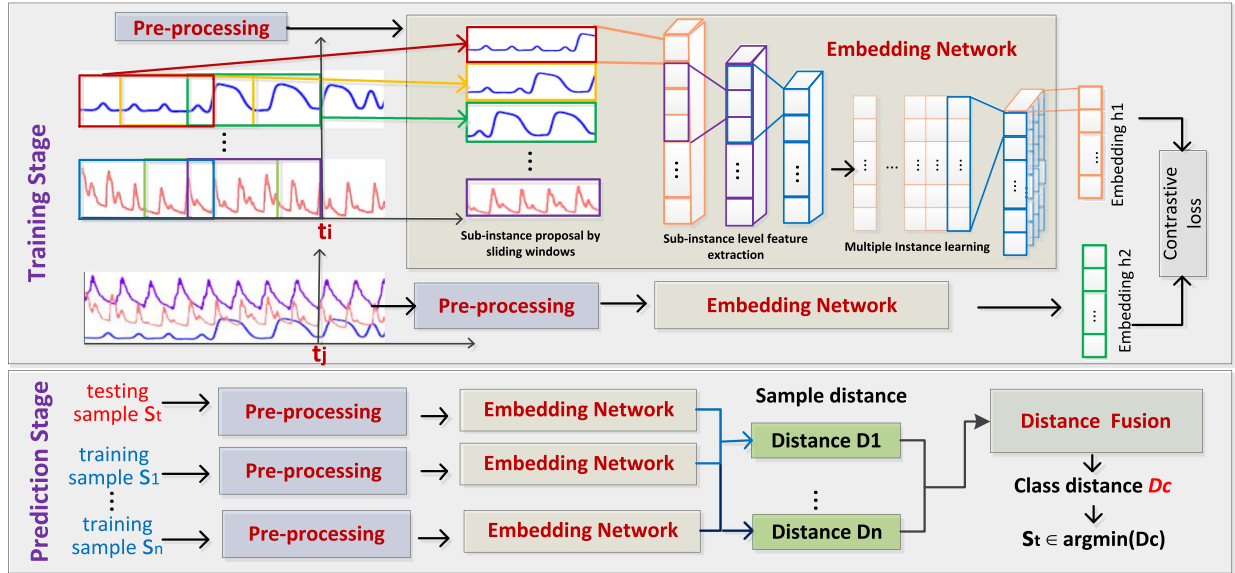 Training Stage
Pre-processing
Embedding Network
...
...
...
...
...
...
...
...
...
...
ti
Sub-instance proposal by
sliding windows
Sub-instance level feature
extraction
Multiple Instance learning
Embedding h1
Contrastive
loss
Pre-processing
Embedding Network
...
Embedding h2
tj
Prediction Stage
testing
sample St
Pre-processing
Embedding Network
Sample distance
Distance D1
Distance Fusion
training
sample S1
Pre-processing
Embedding Network
...
...
Class distance Dc
training
sample Sn
Pre-processing
Embedding Network
Distance Dn
St ∈ argmin(Dc)